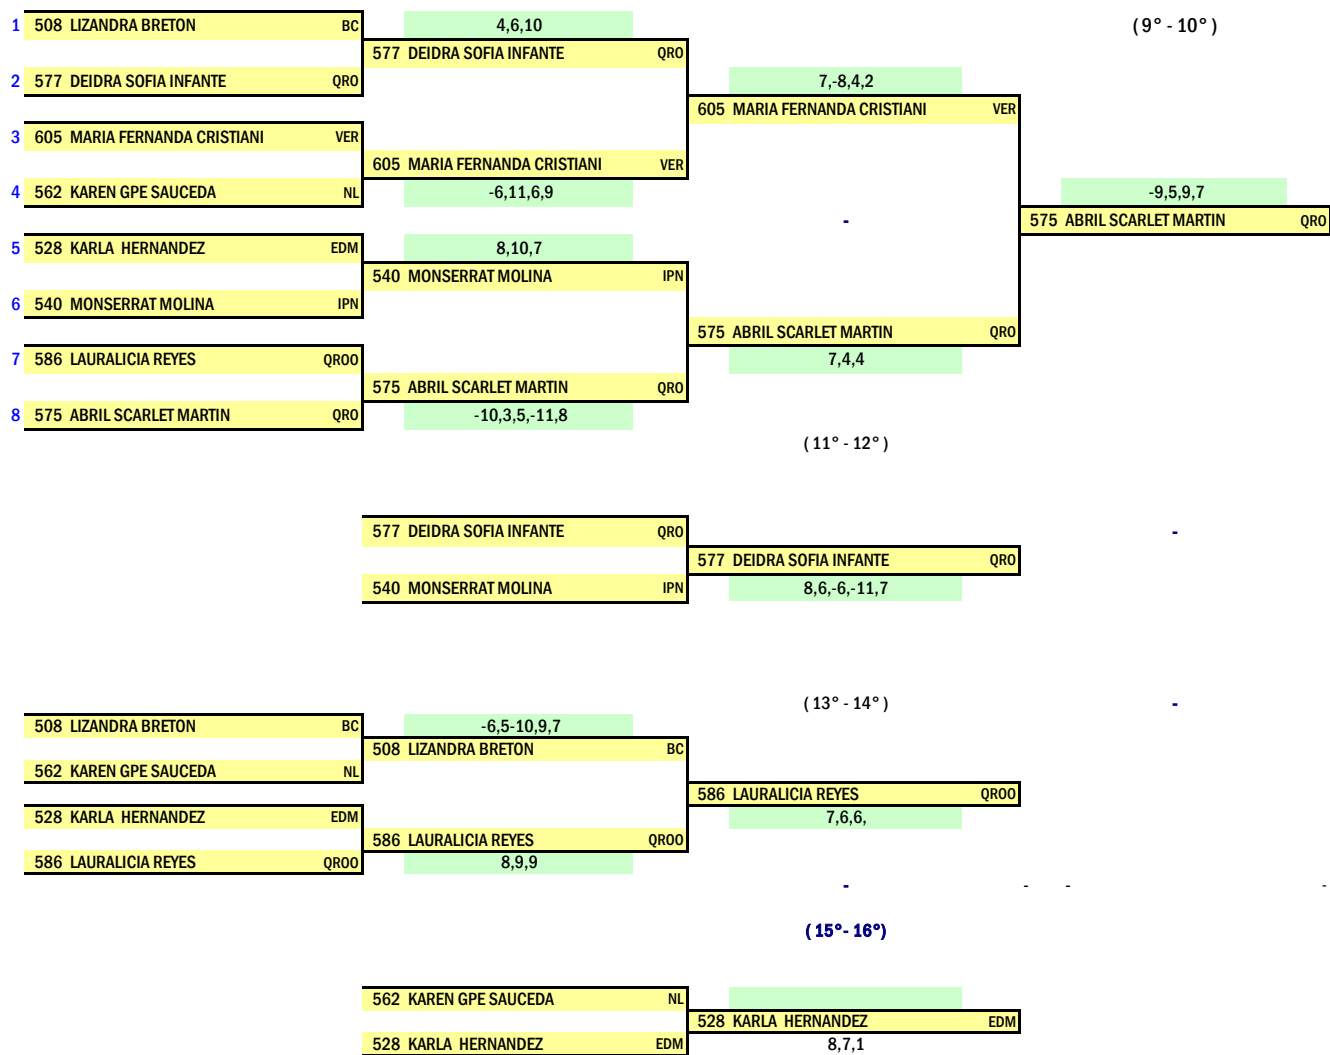 1 508 LIZANDRA BRETON BC 4,6,10 ( 9° - 10° )
577 DEIDRA SOFIA INFANTE QRO
2 577 DEIDRA SOFIA INFANTE QRO 7,-8,4,2
605 MARIA FERNANDA CRISTIANI VER
3 605 MARIA FERNANDA CRISTIANI VER
605 MARIA FERNANDA CRISTIANI VER
4 562 KAREN GPE SAUCEDA NL -6,11,6,9 -9,5,9,7
- 575 ABRIL SCARLET MARTIN QRO
5 528 KARLA HERNANDEZ EDM 8,10,7
540 MONSERRAT MOLINA IPN
6 540 MONSERRAT MOLINA IPN
575 ABRIL SCARLET MARTIN QRO
7 586 LAURALICIA REYES QROO 7,4,4
575 ABRIL SCARLET MARTIN QRO
8 575 ABRIL SCARLET MARTIN QRO -10,3,5,-11,8
( 11° - 12° )
577 DEIDRA SOFIA INFANTE QRO -
577 DEIDRA SOFIA INFANTE QRO
540 MONSERRAT MOLINA IPN 8,6,-6,-11,7
( 13° - 14° ) -
508 LIZANDRA BRETON BC -6,5-10,9,7
508 LIZANDRA BRETON BC
562 KAREN GPE SAUCEDA NL
586 LAURALICIA REYES QROO
528 KARLA HERNANDEZ EDM 7,6,6,
586 LAURALICIA REYES QROO
586 LAURALICIA REYES QROO 8,9,9
- - - -
( 15°- 16°)
562 KAREN GPE SAUCEDA NL
528 KARLA HERNANDEZ EDM
528 KARLA HERNANDEZ EDM 8,7,1